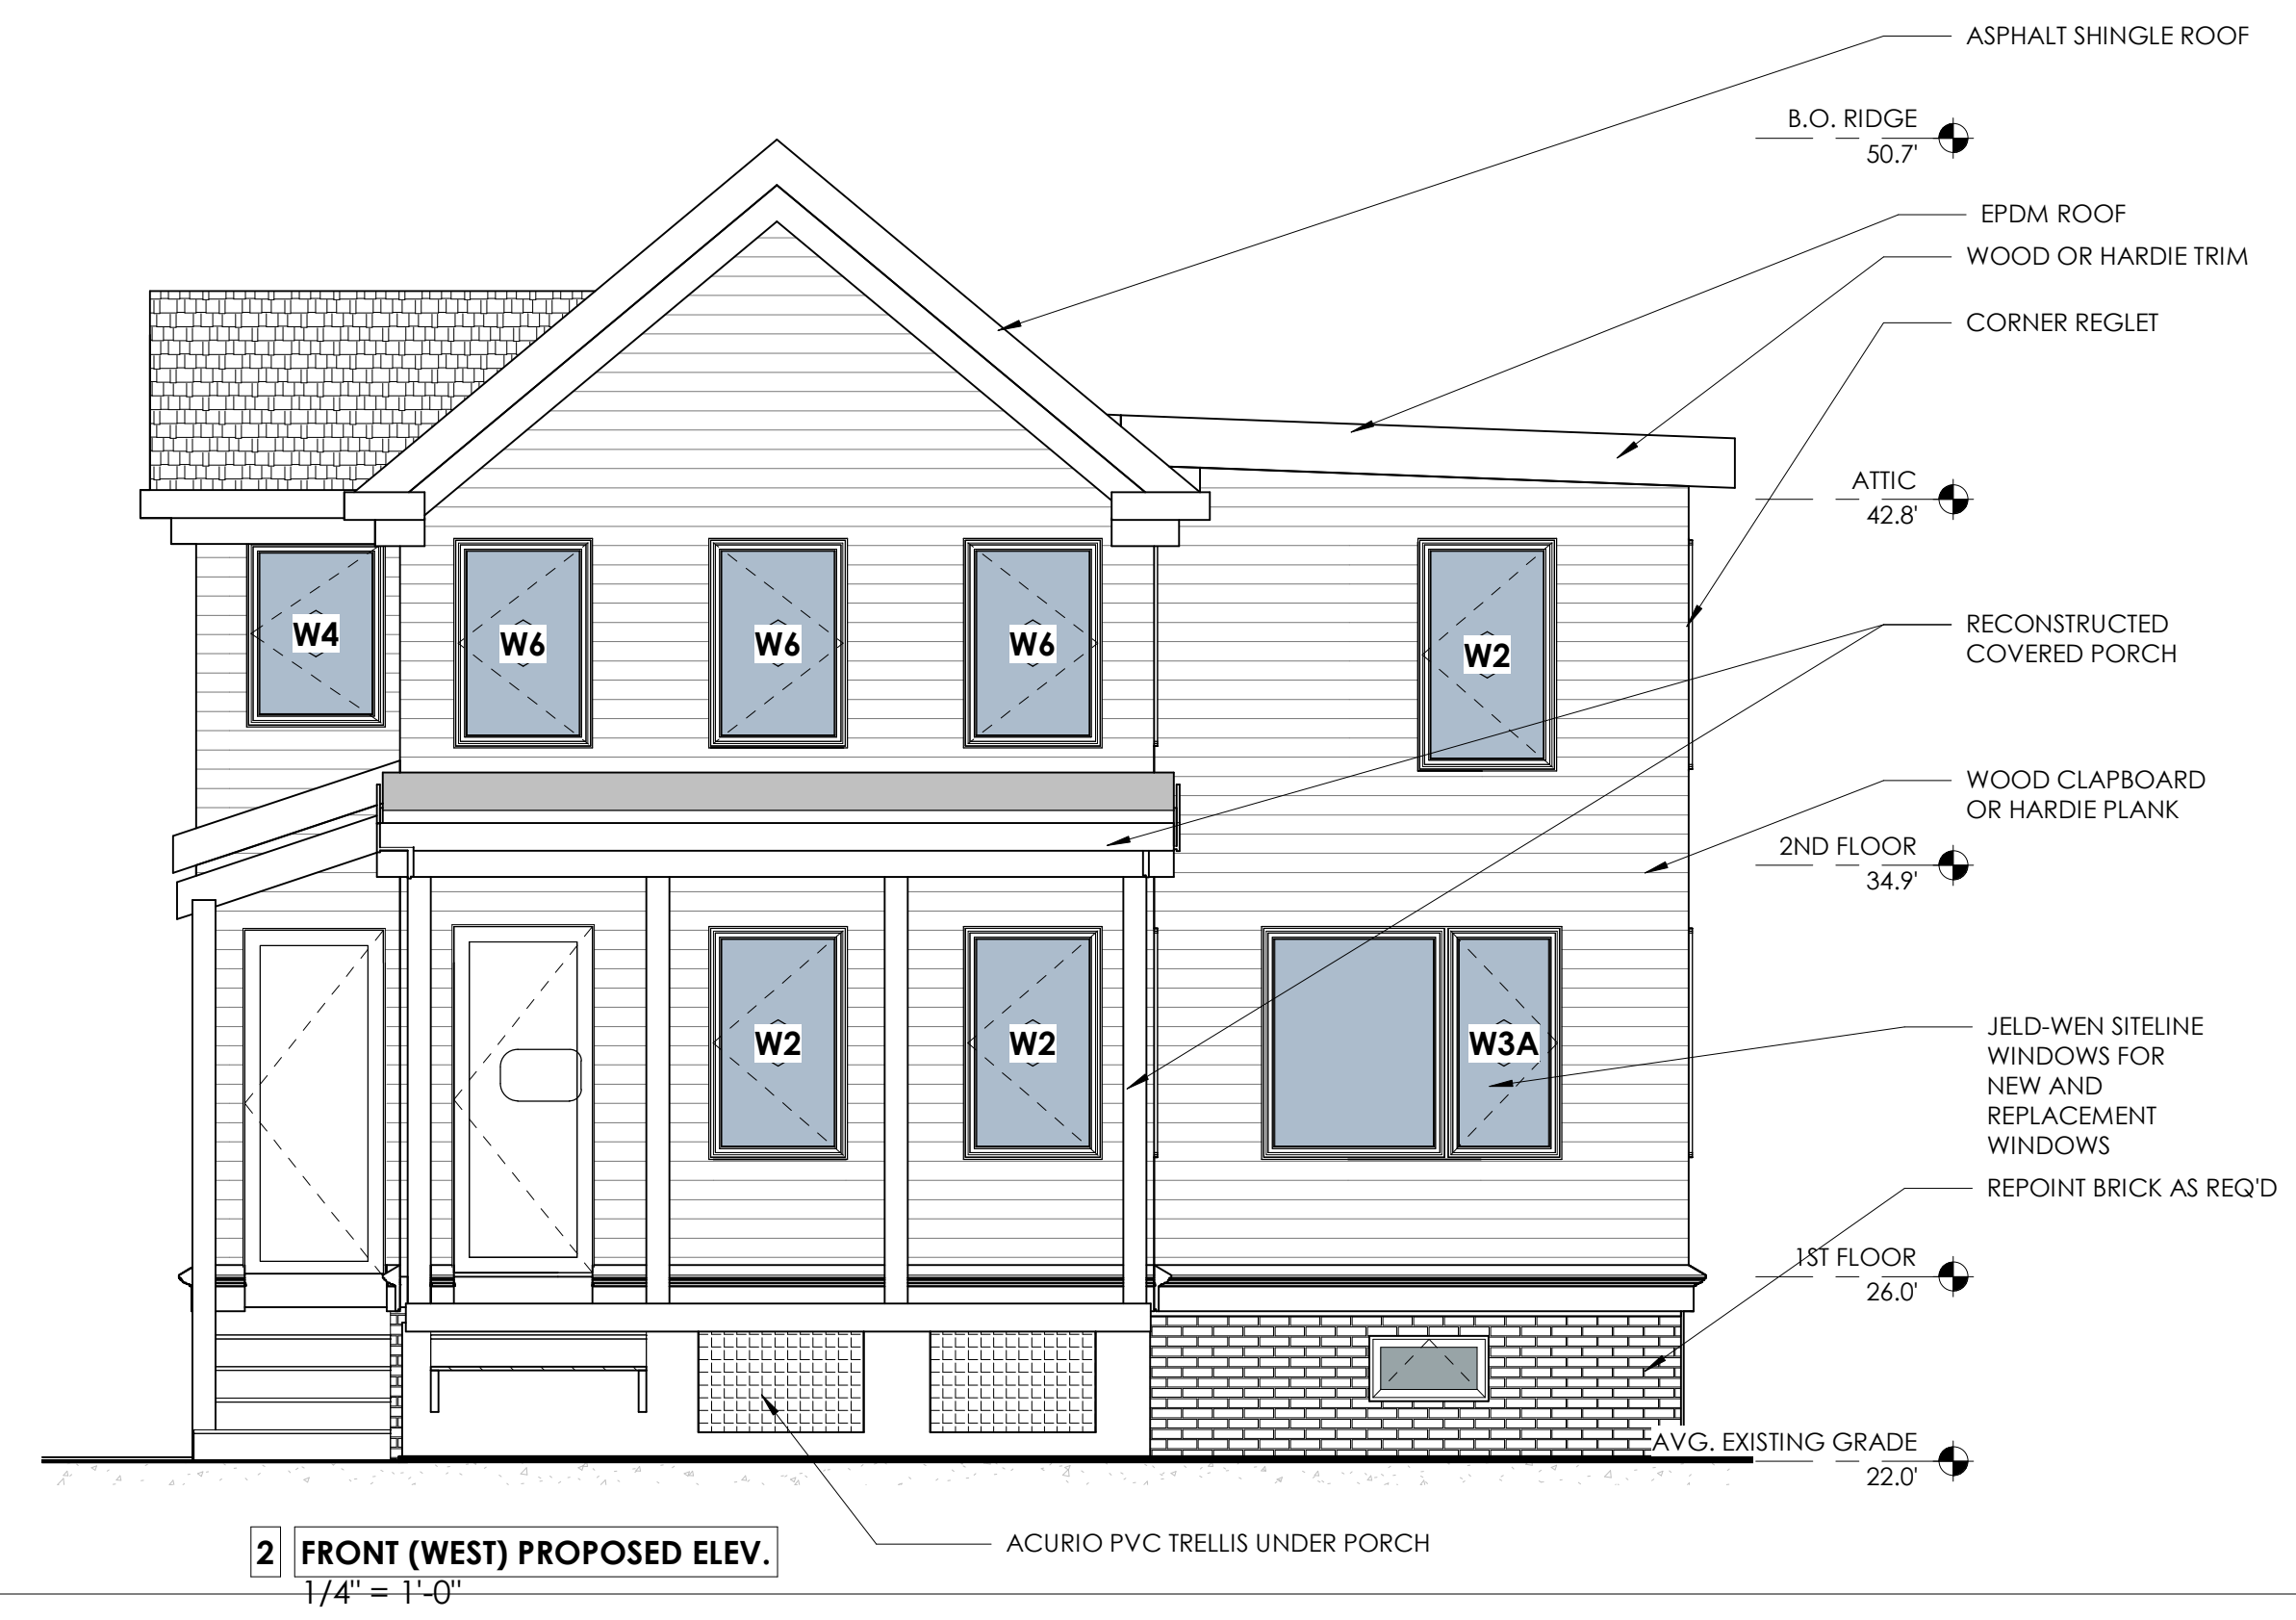 ASPHALT SHINGLE ROOF
B.O. RIDGE
50.7'
EPDM ROOF
WOOD OR HARDIE TRIM
CORNER REGLET
ATTIC
42.8'
W4
W6
W6
W6
W2
RECONSTRUCTED
COVERED PORCH
WOOD CLAPBOARD
OR HARDIE PLANK
2ND FLOOR
34.9'
W2
W2
W3A
JELD-WEN SITELINE
WINDOWS FOR
NEW AND
REPLACEMENT
WINDOWS
REPOINT BRICK AS REQ'D
1ST FLOOR
26.0'
AVG. EXISTING GRADE
22.0'
ACURIO PVC TRELLIS UNDER PORCH
2 FRONT (WEST) PROPOSED ELEV.
1/4" = 1'-0"